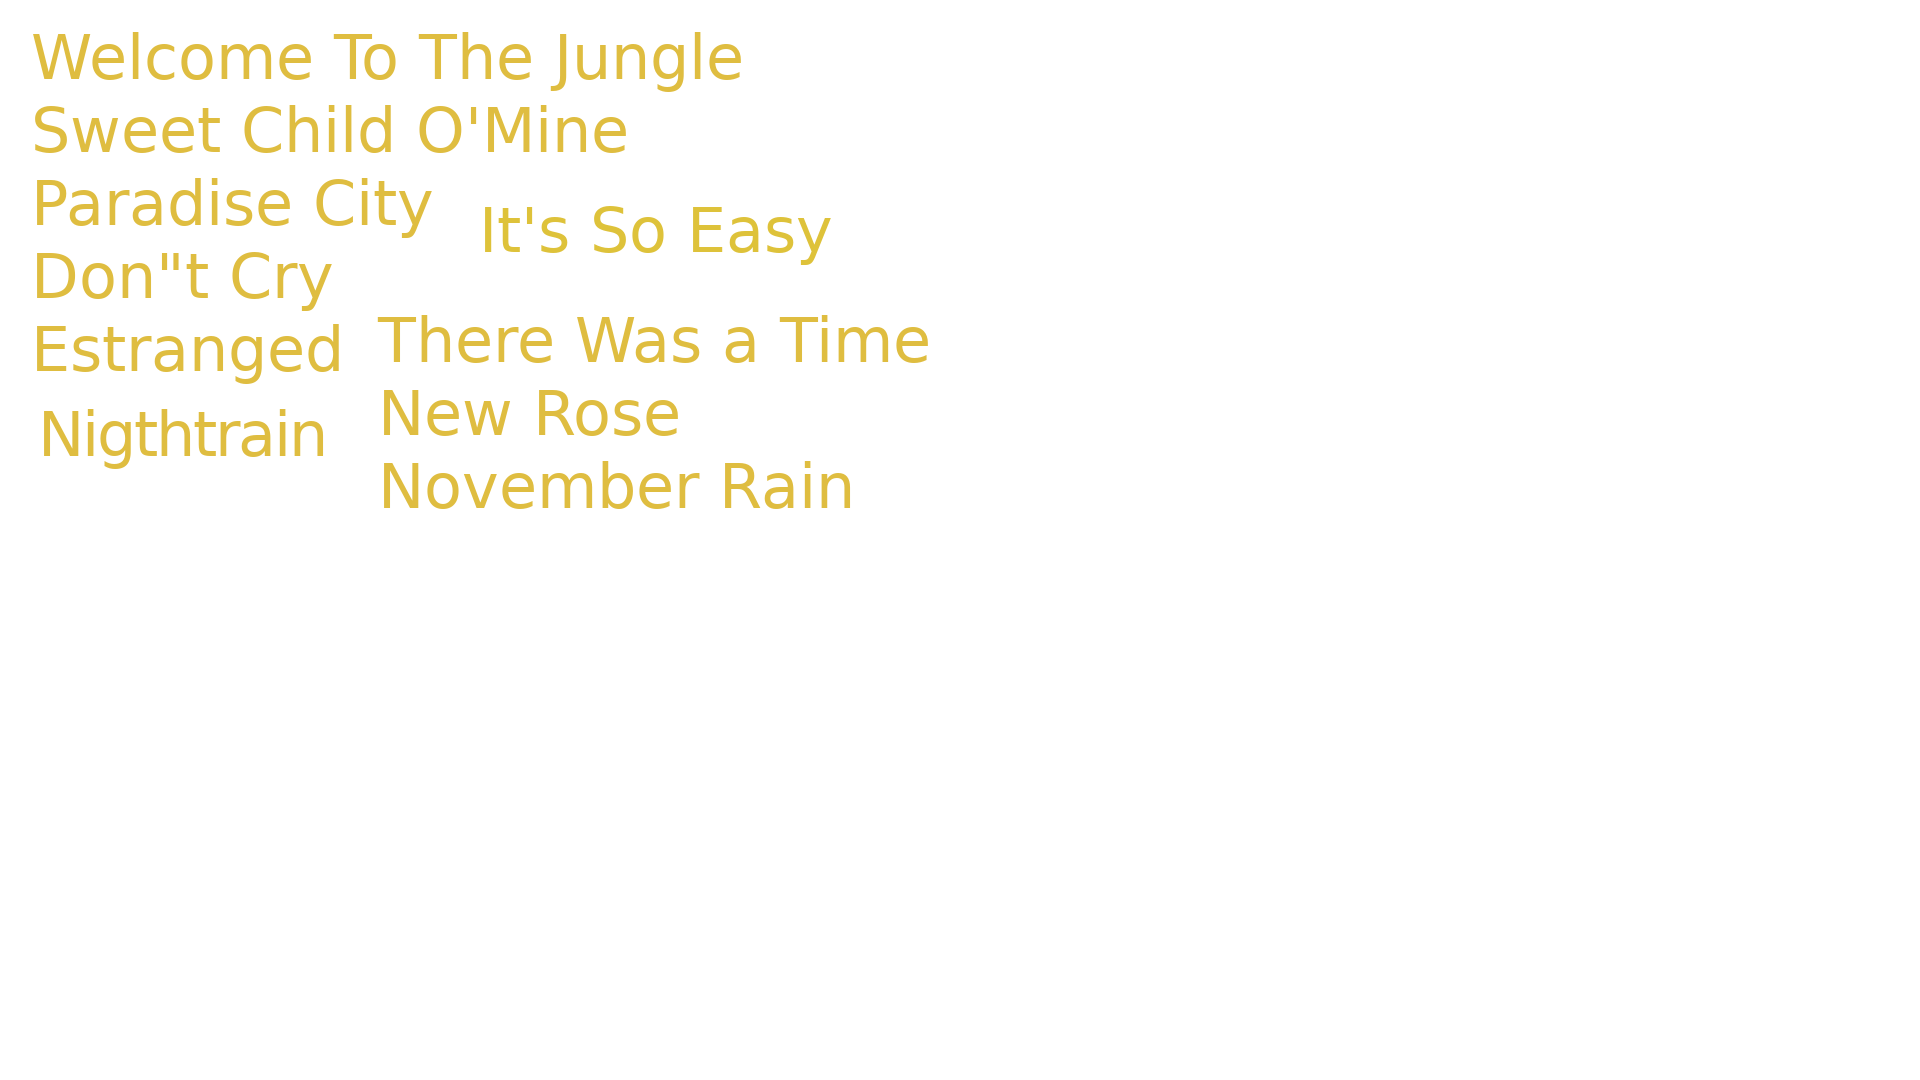 Welcome To The Jungle
Sweet Child O'Mine
Paradise City
Don"t Cry
Estranged
Nigthtrain
It's So Easy
There Was a Time
New Rose
November Rain